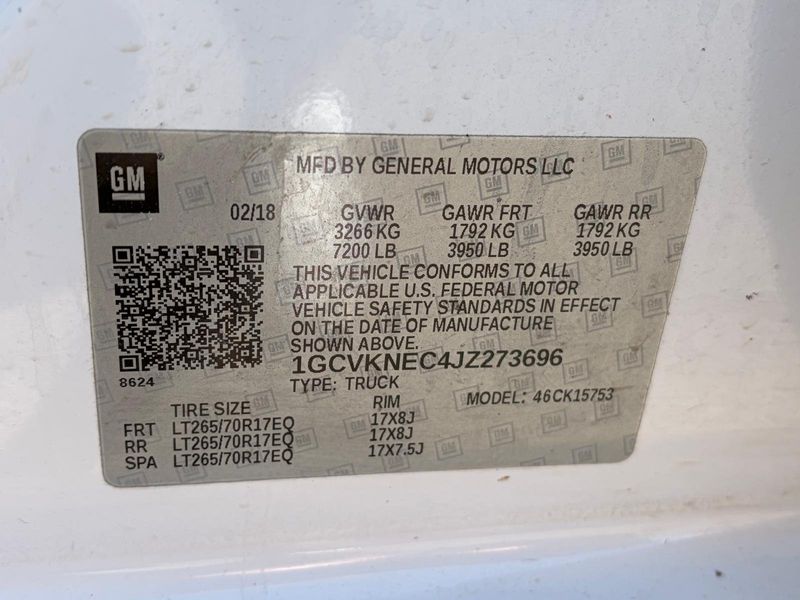 GM
MFD BY GENERAL MOTORS LLC
02/18 GVWR GAWR FRT GAWR RR
3266 KG 1792 KG 1792 KG
7200 LB 3950 LB 3950 LB
THIS VEHICLE CONFORMS TO ALL
APPLICABLE U.S. FEDERAL MOTOR
VEHICLE SAFETY STANDARDS IN EFFECT
ON THE DATE OF MANUFACTURE
SHOWN ABOVE.
1GCVKNEC4JZ273696
8624 TYPE: TRUCK MODEL: 46CK15753
TIRE SIZE RIM
FRT LT265/70R17EQ 17X8J
RR LT265/70R17EQ 17X8J
SPA LT265/70R17EQ 17X7.5J